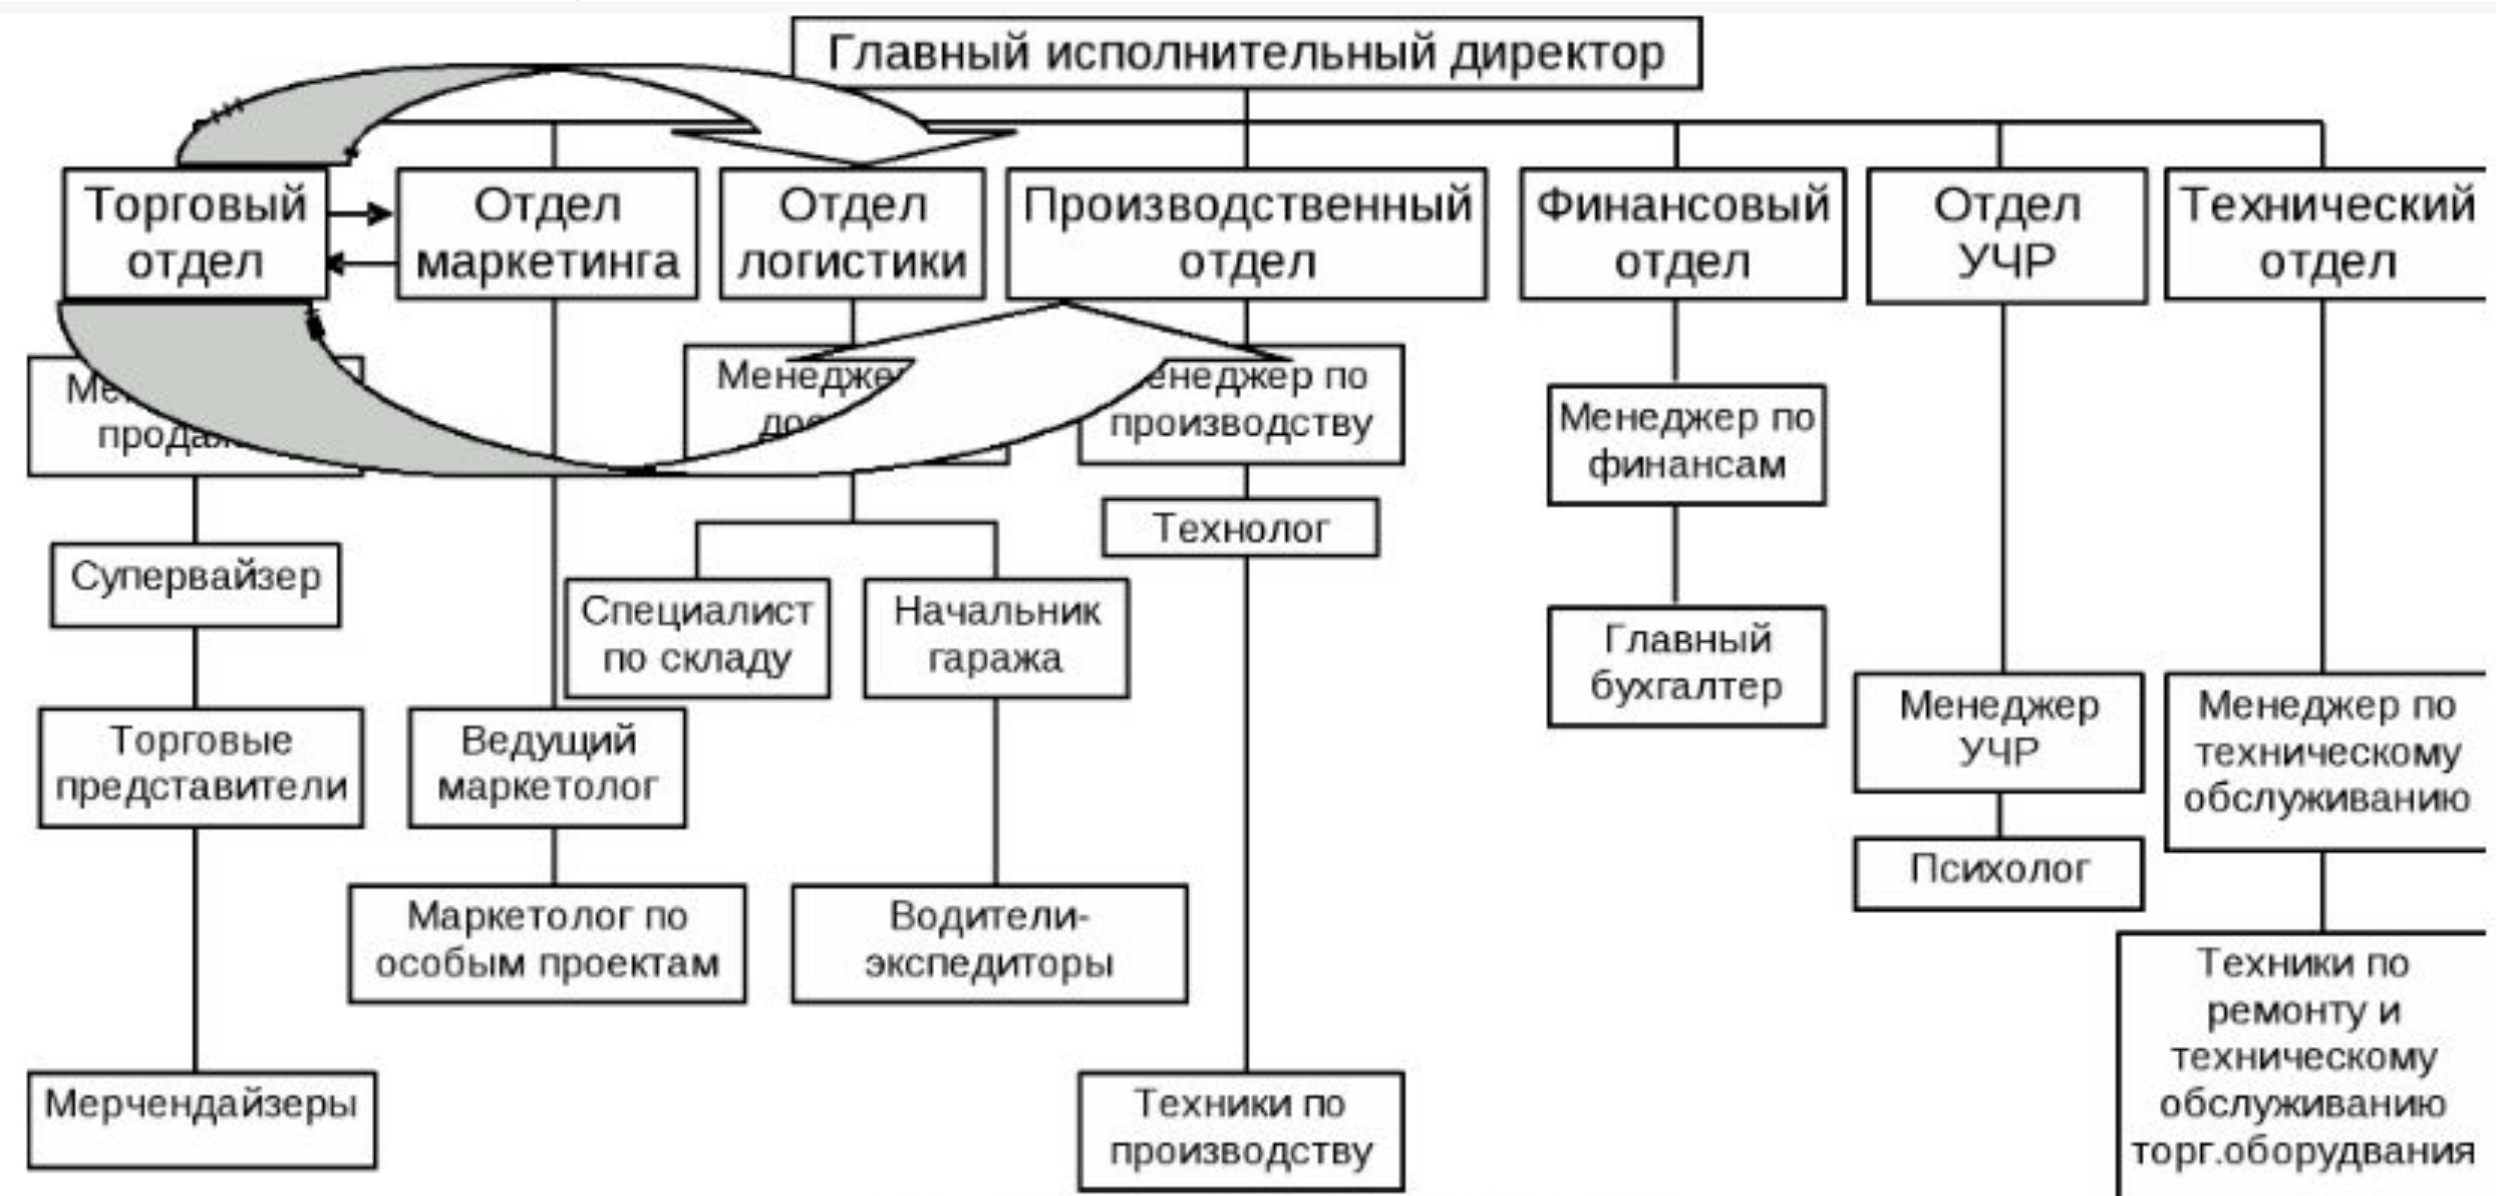 Главный исполнительный директор
Торговый
отдел
Отдел
маркетинга
Отдел
логистики
Производственный
отдел
Финансовый
отдел
Отдел
УЧР
Технический
отдел
производству
Менеджер по
финансам
Технолог
Супервайзер
Специалист
по складу
Начальник
гаража
Главный
бухгалтер
Торговые
представители
Ведущий
маркетолог
Менеджер
УЧР
Менеджер по
техническому
обслуживанию
Психолог
Маркетолог по
особым проектам
Водители-
экспедиторы
Техники по
ремонту и
техническому
обслуживанию
торг.оборудвания
Мерчендайзеры
Техники по
производству